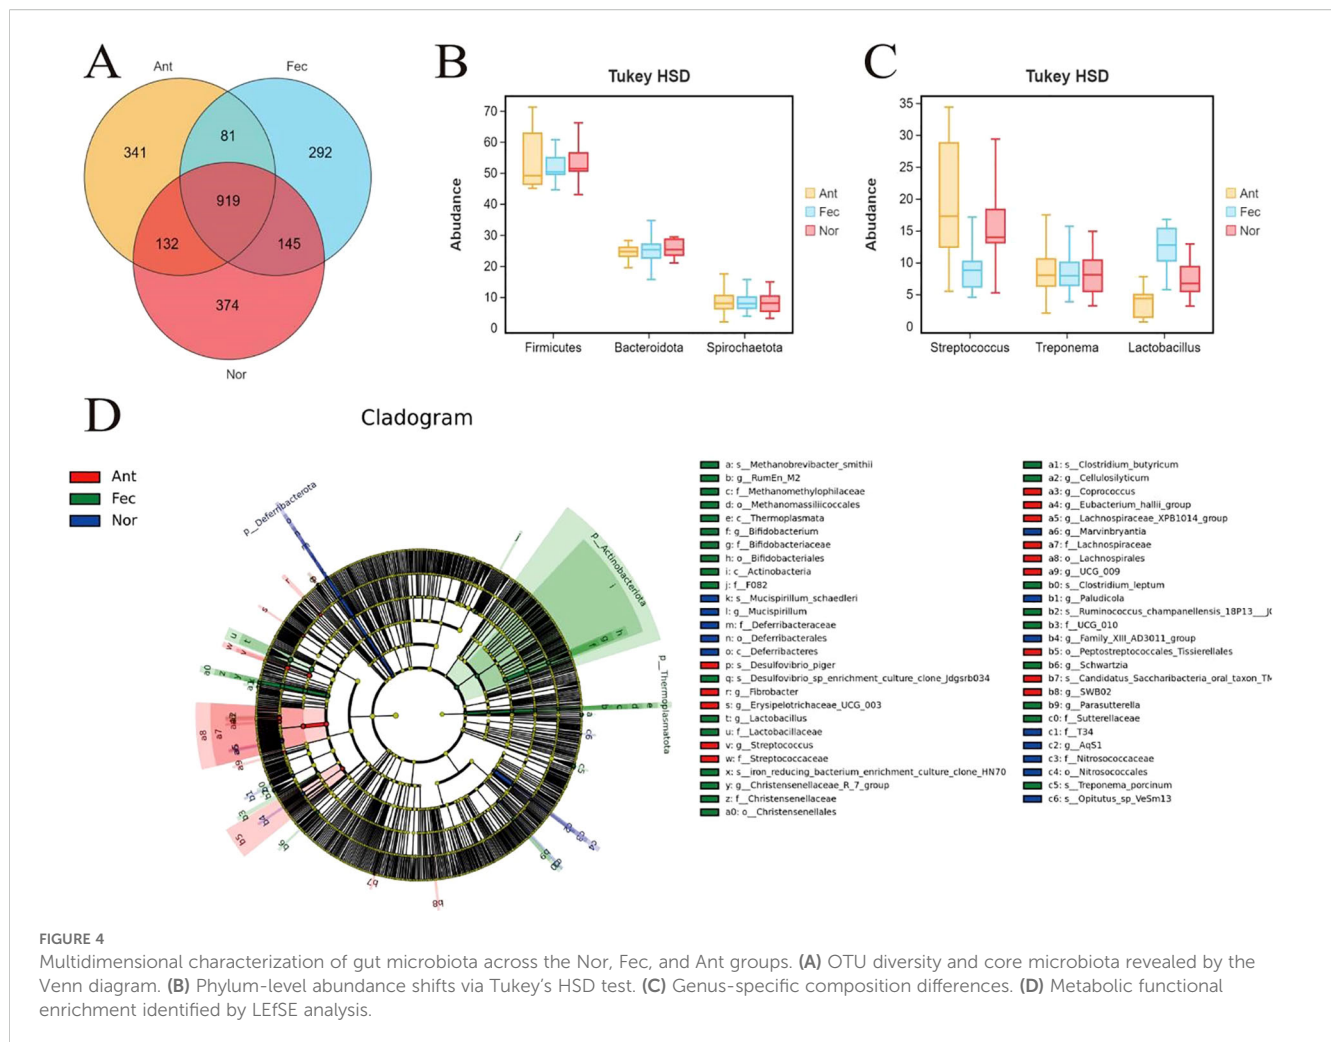 A
Ant
Fec
341
81
292
919
132
145
374
Nor
B
Tukey HSD
Abudance
70
60
50
40
30
20
10
0
Firmicutes
Bacteroidota
Spirochaetota
Ant
Fec
Nor
C
Tukey HSD
Abudance
35
30
25
20
15
10
5
0
Streptococcus
Treponema
Lactobacillus
Ant
Fec
Nor
D
Cladogram
Ant
Fec
Nor
p__Deferribacterota
p__Actinobacteriota
p__Thermoplasmatota
a: s__Methanobrevibacter_smithii
b: g__RumEn_M2
c: f__Methanomethylophilaceae
d: o__Methanomassiliicoccales
e: c__Thermoplasmata
f: g__Bifidobacterium
g: f__Bifidobacteriaceae
h: o__Bifidobacteriales
i: c__Actinobacteria
j: f__F082
k: s__Mucispirillum_schaedleri
l: g__Mucispirillum
m: f__Deferribacteraceae
n: o__Deferribacterales
o: c__Deferribacteres
p: s__Desulfovibrio_piger
q: s__Desulfovibrio_sp_enrichment_culture_clone_Jdgsrb034
r: g__Fibrobacter
s: g__Erysipelotrichaceae_UCG_003
t: g__Lactobacillus
u: f__Lactobacillaceae
v: g__Streptococcus
w: f__Streptococcaceae
x: s__iron_reducing_bacterium_enrichment_culture_clone_HN70
y: g__Christensenellaceae_R_7_group
z: f__Christensenellaceae
a0: o__Christensenellales
a1: s__Clostridium_butyricum
a2: g__Cellulosilyticum
a3: g__Coprococcus
a4: g__Eubacterium_hallii_group
a5: g__Lachnospiraceae_XPB1014_group
a6: g__Marvinbryantia
a7: f__Lachnospiraceae
a8: o__Lachnospirales
a9: g__UCG_009
b0: s__Clostridium_leptum
b1: g__Paludicola
b2: s__Ruminococcus_champanellensis_18P13___J
b3: f__UCG_010
b4: g__Family_XIII_AD3011_group
b5: o__Peptostreptococcales_Tissierellales
b6: g__Schwartzia
b7: s__Candidatus_Saccharibacteria_oral_taxon_TM
b8: g__SWB02
b9: g__Parasutterella
c0: f__Sutterellaceae
c1: f__T34
c2: g__AqS1
c3: f__Nitrosococcaceae
c4: o__Nitrosococcales
c5: s__Treponema_porcinum
c6: s__Opitutus_sp_VeSm13
FIGURE 4
Multidimensional characterization of gut microbiota across the Nor, Fec, and Ant groups. (A) OTU diversity and core microbiota revealed by the
Venn diagram. (B) Phylum-level abundance shifts via Tukey's HSD test. (C) Genus-specific composition differences. (D) Metabolic functional
enrichment identified by LEfSE analysis.